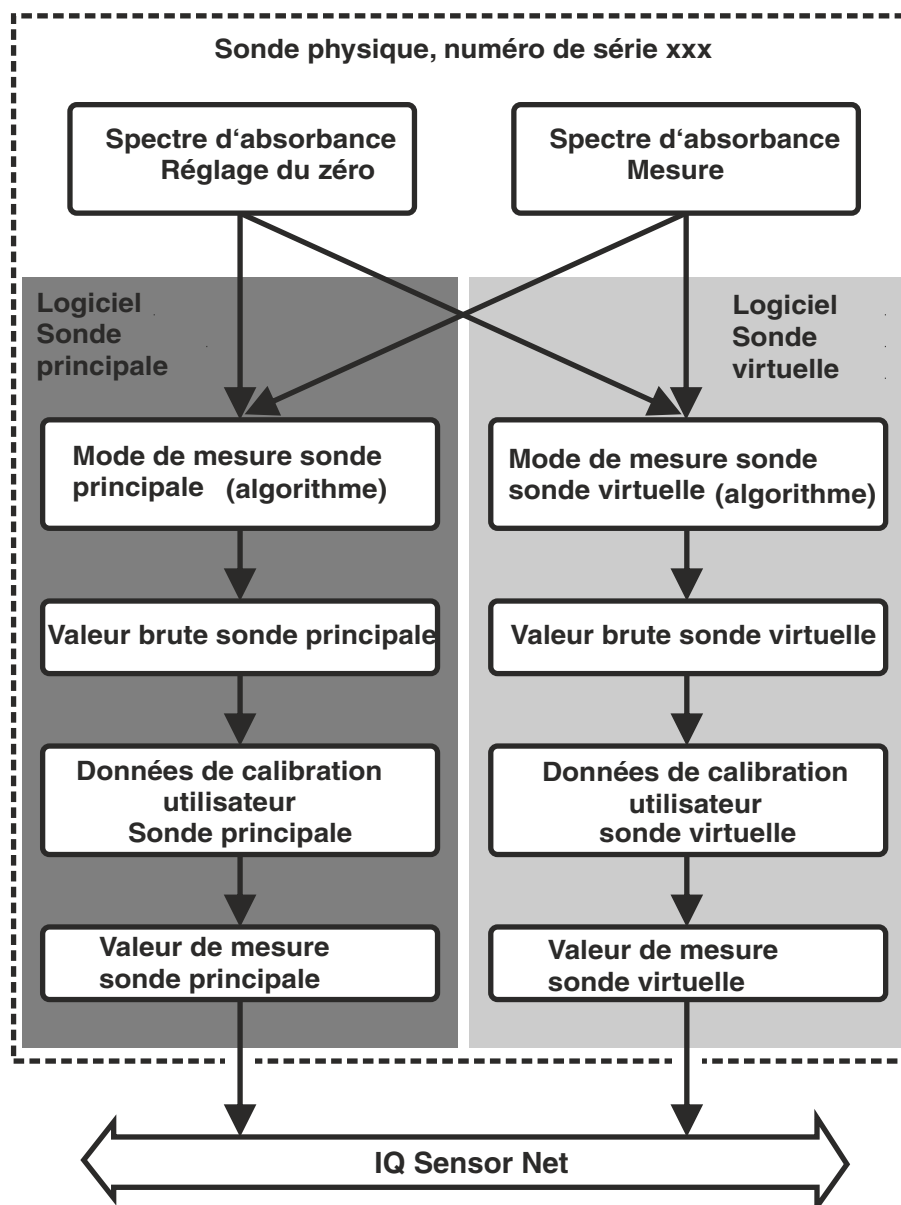 Sonde physique, numéro de série xxx
Spectre d‘absorbance
Réglage du zéro
Spectre d‘absorbance
Mesure
Logiciel
Sonde
principale
Logiciel
Sonde
virtuelle
Mode de mesure sonde
principale (algorithme)
Mode de mesure sonde
sonde virtuelle (algorithme)
Valeur brute sonde principale
Valeur brute sonde virtuelle
Données de calibration
utilisateur
Sonde principale
Données de calibration
utilisateur
sonde virtuelle
Valeur de mesure
sonde principale
Valeur de mesure
sonde virtuelle
IQ Sensor Net